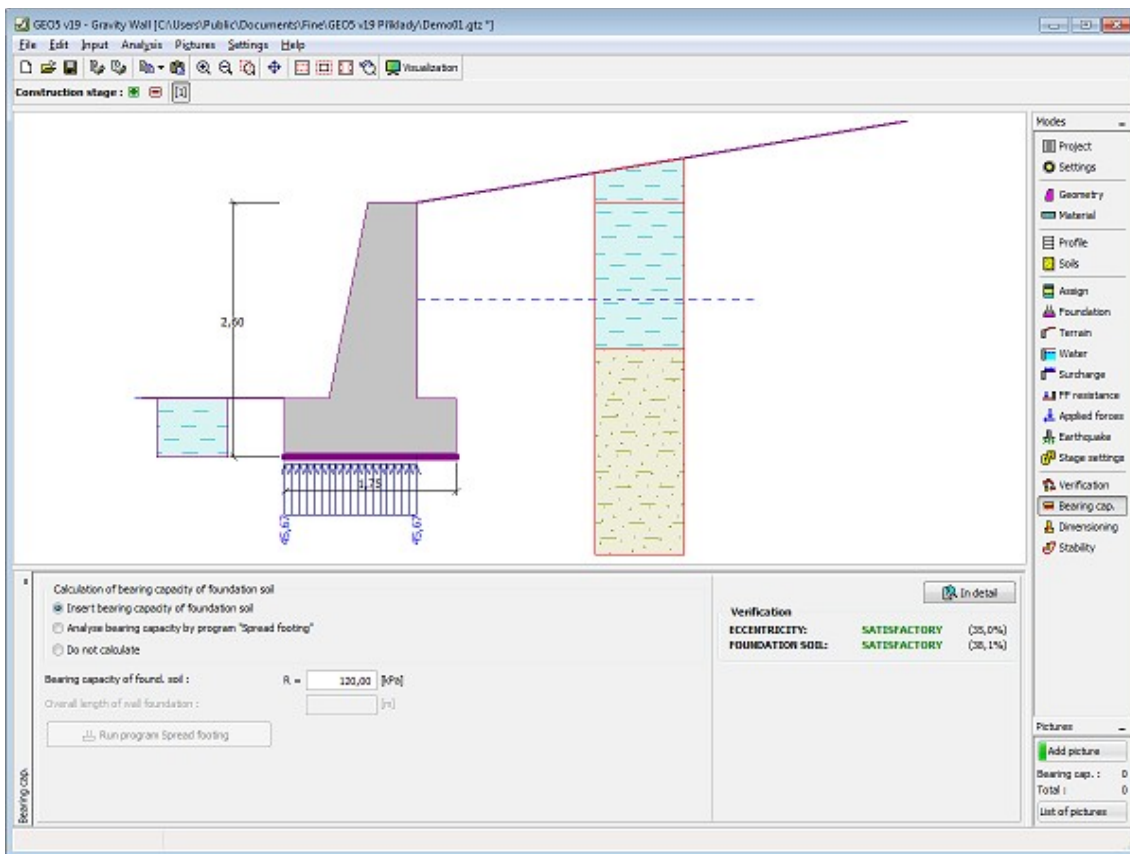 GEO5 v19 - Gravity Wall [C:\Users\Public\Documents\Fine\GEO5 v19 Příklady\Demo01.gtz *]
File Edit Input Analysis Pictures Settings Help
Visualization
Construction stage : [1]
2,60
1,75
45,67
45,67
Modes
Project
Settings
Geometry
Material
Profile
Soils
Assign
Foundation
Terrain
Water
Surcharge
FF resistance
Applied forces
Earthquake
Stage settings
Verification
Bearing cap.
Dimensioning
Stability
Bearing cap.
Calculation of bearing capacity of foundation soil
Insert bearing capacity of foundation soil
Analyse bearing capacity by program "Spread footing"
Do not calculate
Bearing capacity of found. soil : R = 120,00 [kPa]
Overall length of wall foundation : [m]
Run program Spread footing
In detail
Verification
ECCENTRICITY: SATISFACTORY (35,0%)
FOUNDATION SOIL: SATISFACTORY (38,1%)
Pictures
Add picture
Bearing cap. : 0
Total : 0
List of pictures